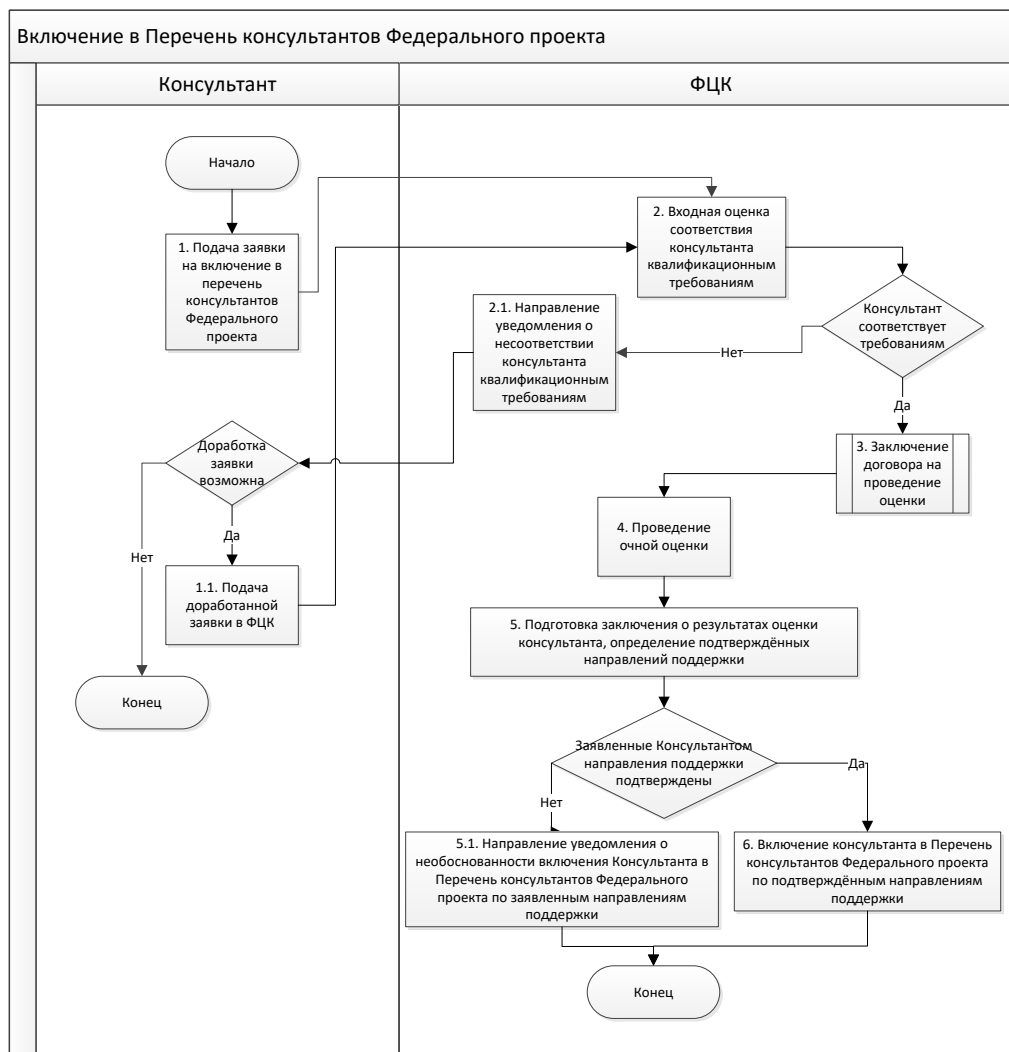 Включение в Перечень консультантов Федерального проекта
Консультант
ФЦК
Начало
1. Подача заявки
на включение в
перечень
консультантов
Федерального
проекта
2. Входная оценка
соответствия
консультанта
квалификационным
требованиям
Консультант
соответствует
требованиям
Нет
2.1. Направление
уведомления о
несоответствии
консультанта
квалификационным
требованиям
Да
Доработка
заявки
возможна
3. Заключение
договора на
проведение
оценки
4. Проведение
очной оценки
Да
Нет
1.1. Подача
доработанной
заявки в ФЦК
5. Подготовка заключения о результатах оценки
консультанта, определение подтверждённых
направлений поддержки
Конец
Заявленные Консультантом
направления поддержки
подтверждены
Да
Нет
5.1. Направление уведомления о
необоснованности включения Консультанта в
Перечень консультантов Федерального
проекта по заявленным направлениям
поддержки
6. Включение консультанта в Перечень
консультантов Федерального проекта
по подтверждённым направлениям
поддержки
Конец